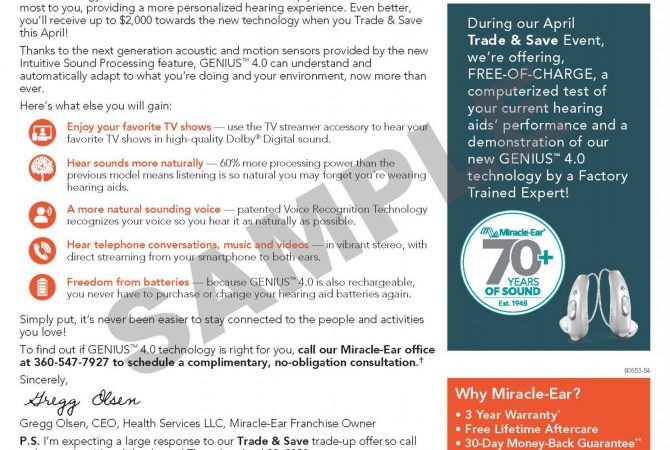 most to you, providing a more personalized hearing experience. Even better,
you'll receive up to $2,000 towards the new technology when you Trade & Save
this April!
Thanks to the next generation acoustic and motion sensors provided by the new
Intuitive Sound Processing feature, GENIUS™ 4.0 can understand and
automatically adapt to what you're doing and your environment, now more than
ever.
Here's what else you will gain:
Enjoy your favorite TV shows — use the TV streamer accessory to hear your
favorite TV shows in high-quality Dolby® Digital sound.
Hear sounds more naturally — 60% more processing power than the
previous model means listening is so natural you may forget you're wearing
hearing aids.
A more natural sounding voice — patented Voice Recognition Technology
recognizes your voice so you hear it as naturally as possible.
Hear telephone conversations, music and videos — in vibrant stereo, with
direct streaming from your smartphone to both ears.
Freedom from batteries — because GENIUS™ 4.0 is also rechargeable,
you never have to purchase or change your hearing aid batteries again.
Simply put, it's never been easier to stay connected to the people and activities
you love!
To find out if GENIUS™ 4.0 technology is right for you, call our Miracle-Ear office
at 360-547-7927 to schedule a complimentary, no-obligation consultation.†
Sincerely,
Gregg Olsen
Gregg Olsen, CEO, Health Services LLC, Miracle-Ear Franchise Owner
P.S. I'm expecting a large response to our Trade & Save trade-up offer so call
SAMPLE
During our April
Trade & Save Event,
we're offering,
FREE-OF-CHARGE, a
computerized test of
your current hearing
aids' performance and a
demonstration of our
new GENIUS™ 4.0
technology by a Factory
Trained Expert!
Miracle-Ear®
70+
YEARS
OF SOUND
Est. 1948
80853-54
Why Miracle-Ear?
• 3 Year Warranty*
• Free Lifetime Aftercare
• 30-Day Money-Back Guarantee**